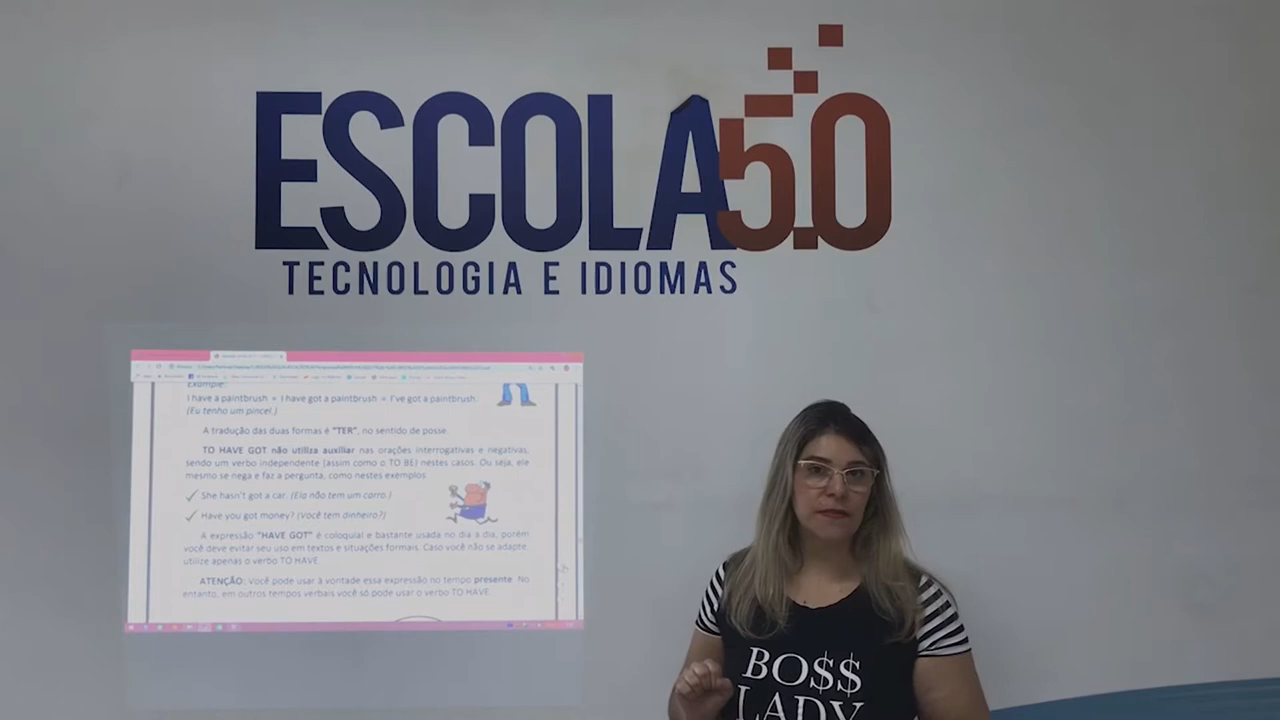 ESCOLA5.0
TECNOLOGIA E IDIOMAS
Example:
I have a paintbrush = I have got a paintbrush = I've got a paintbrush.
(Eu tenho um pincel.)
A tradução das duas formas é "TER", no sentido de posse.
TO HAVE GOT não utiliza auxiliar nas orações interrogativas e negativas,
sendo um verbo independente (assim como o TO BE) nestes casos. Ou seja, ele
mesmo se nega e faz a pergunta, como nestes exemplos
She hasn't got a car. (Ela não tem um carro.)
Have you got money? (Você tem dinheiro?)
A expressão "HAVE GOT" é coloquial e bastante usada no dia a dia, porém
você deve evitar seu uso em textos e situações formais. Caso você não se adapte,
utilize apenas o verbo TO HAVE.
ATENÇÃO: Você pode usar à vontade essa expressão no tempo presente. No
entanto, em outros tempos verbais você só pode usar o verbo TO HAVE.
BO$$
LADY